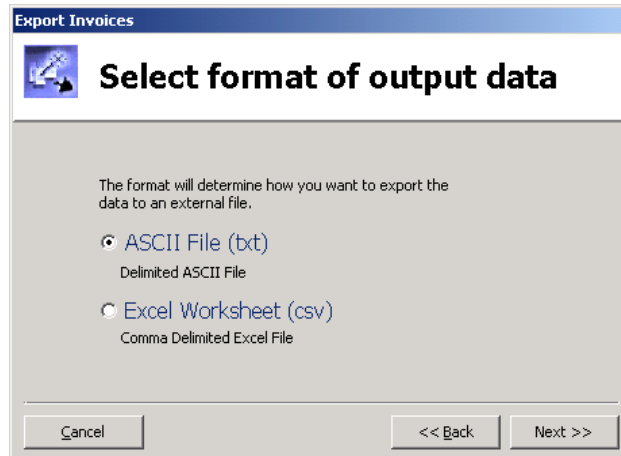 Export Invoices
Select format of output data
The format will determine how you want to export the
data to an external file.
ASCII File (txt)
Delimited ASCII File
Excel Worksheet (csv)
Comma Delimited Excel File
Cancel
<< Back
Next >>